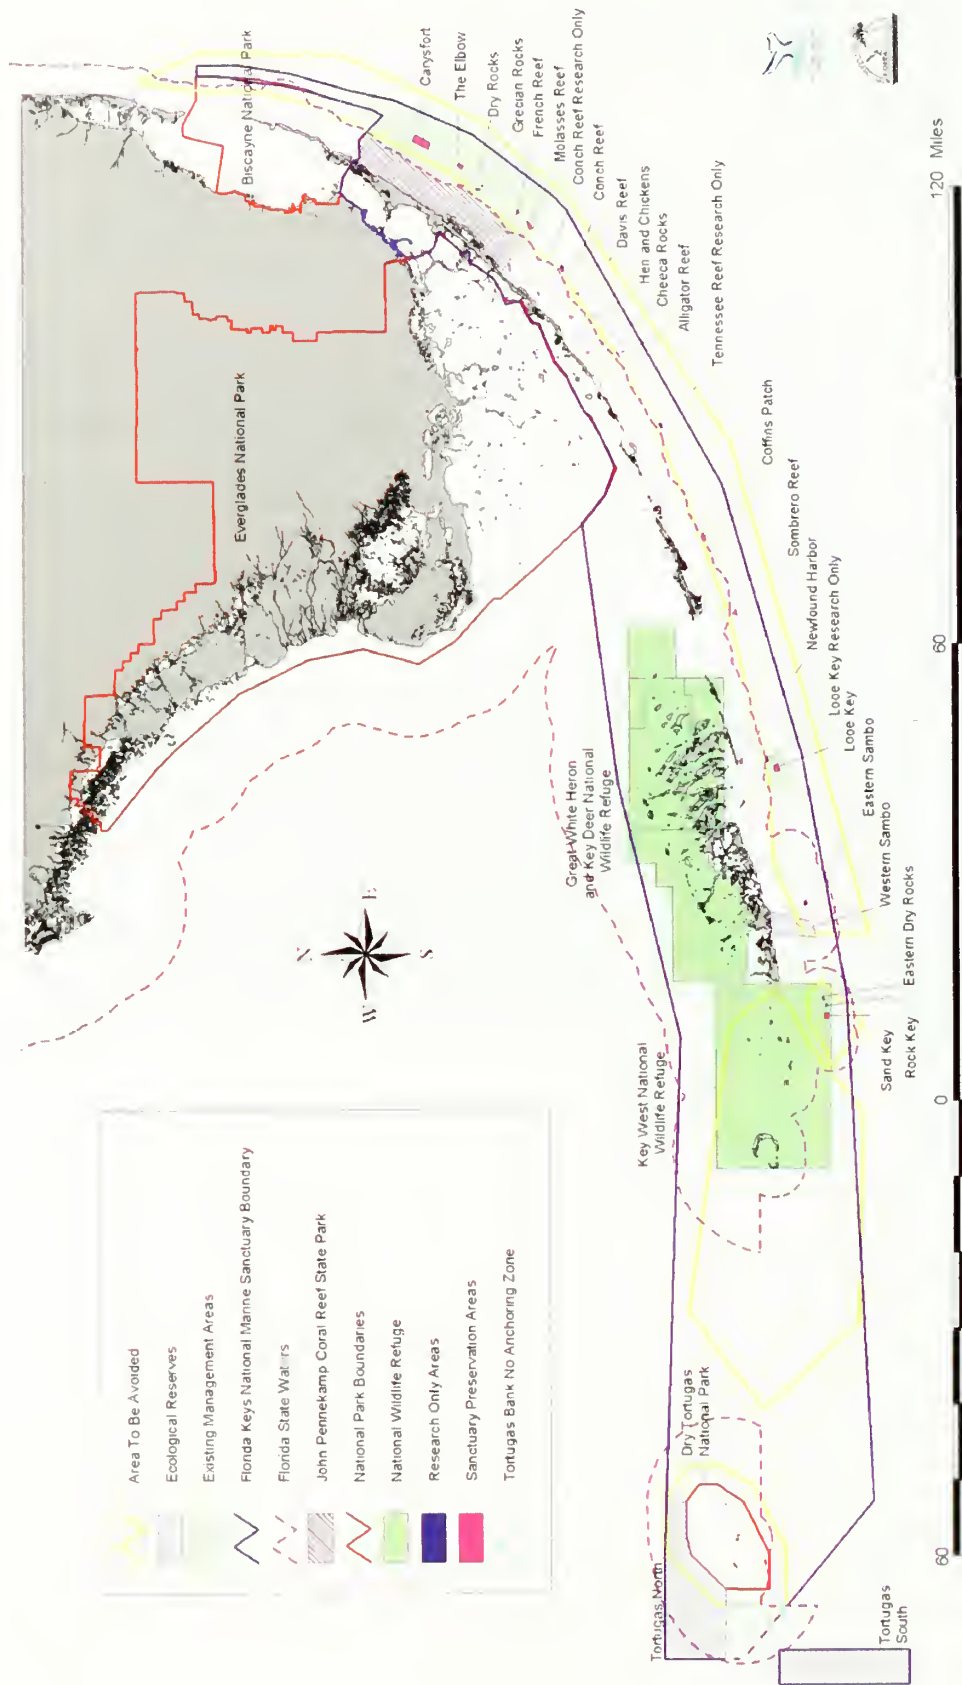 Biscayne National Park
Everglades National Park
Carysfort
The Elbow
Dry Rocks
Grecian Rocks
French Reef
Molasses Reef
Conch Reef Research Only
Conch Reef
Davis Reef
Hen and Chickens
Cheeca Rocks
Alligator Reef
Tennessee Reef Research Only
Coffins Patch
Sombrero Reef
Newfound Harbor
Looe Key Research Only
Looe Key
Eastern Sambo
Western Sambo
Eastern Dry Rocks
Rock Key
Sand Key
Great White Heron
and Key Deer National
Wildlife Refuge
Key West National
Wildlife Refuge
Dry Tortugas
National Park
Tortugas North
Tortugas
South
N
E
S
W
Area To Be Avoided
Ecological Reserves
Existing Management Areas
Florida Keys National Marine Sanctuary Boundary
Florida State Waters
John Pennekamp Coral Reef State Park
National Park Boundaries
National Wildlife Refuge
Research Only Areas
Sanctuary Preservation Areas
Tortugas Bank No Anchoring Zone
60
0
60
120 Miles